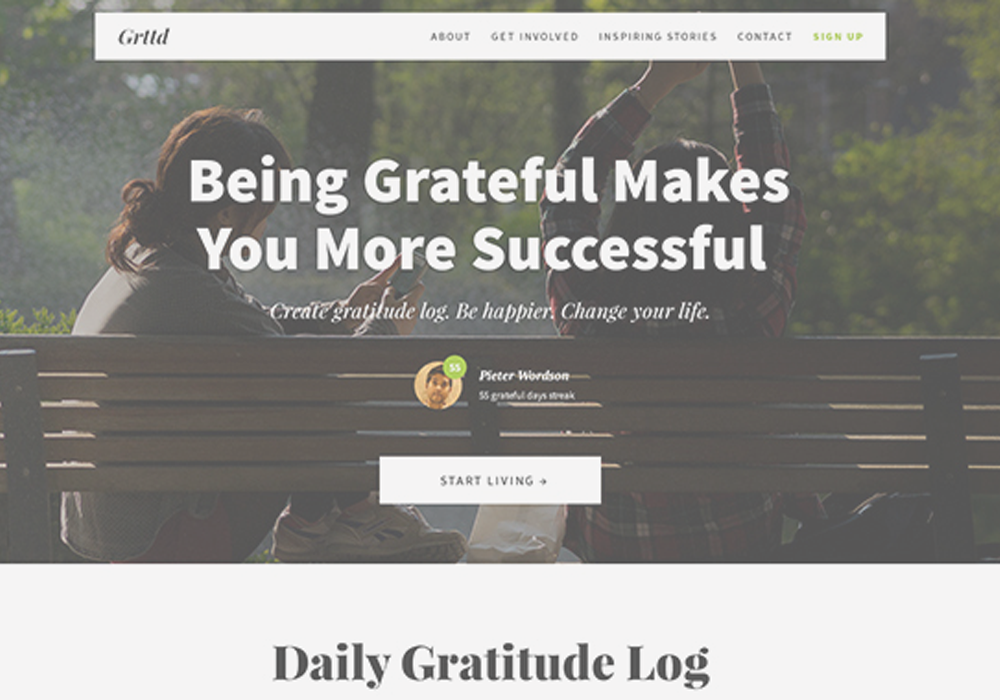 Grttd
ABOUT GET INVOLVED INSPIRING STORIES CONTACT SIGN UP
Being Grateful Makes
You More Successful
Create gratitude log. Be happier. Change your life.
55
Pieter Wordson
55 grateful days streak
START LIVING →
Daily Gratitude Log